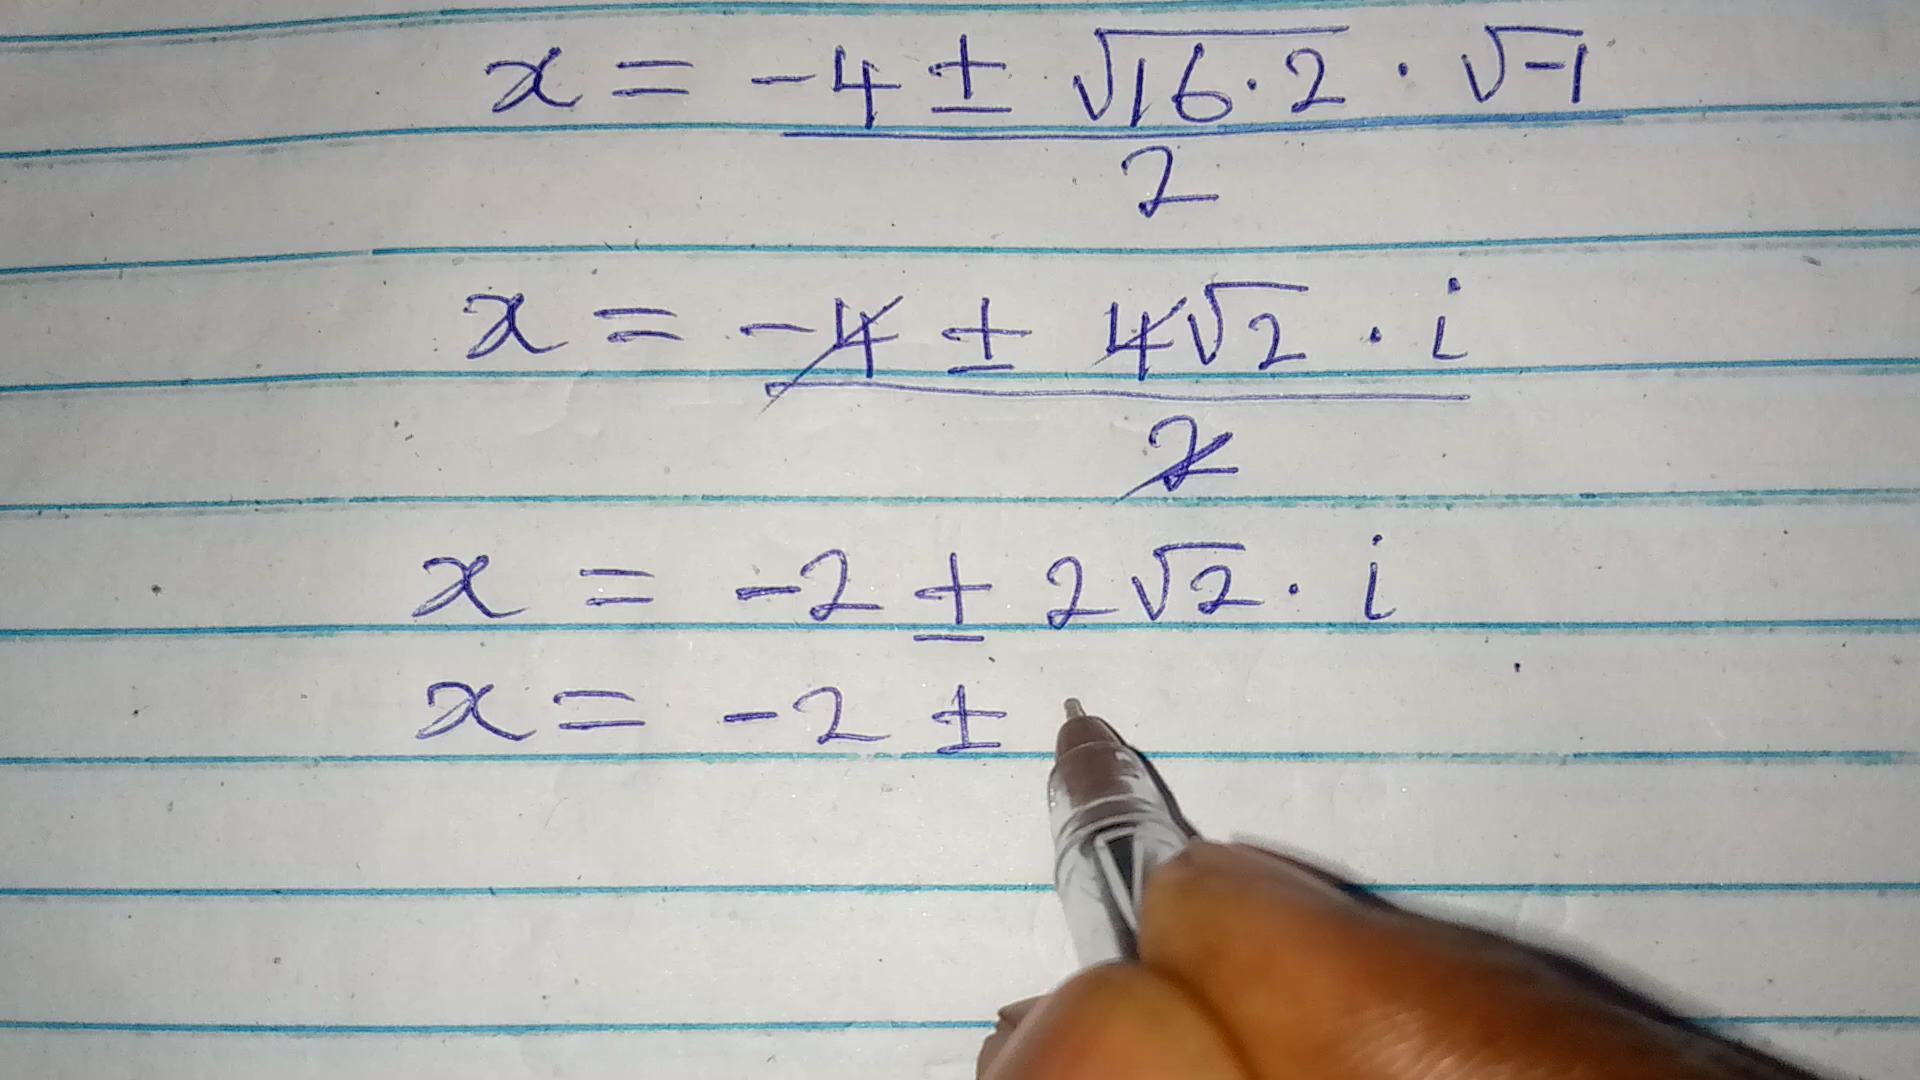 x = -4 ± √16·2 · √-1
2
x = -4 ± 4√2 · i
2
x = -2 ± 2√2 · i
x = -2 ±